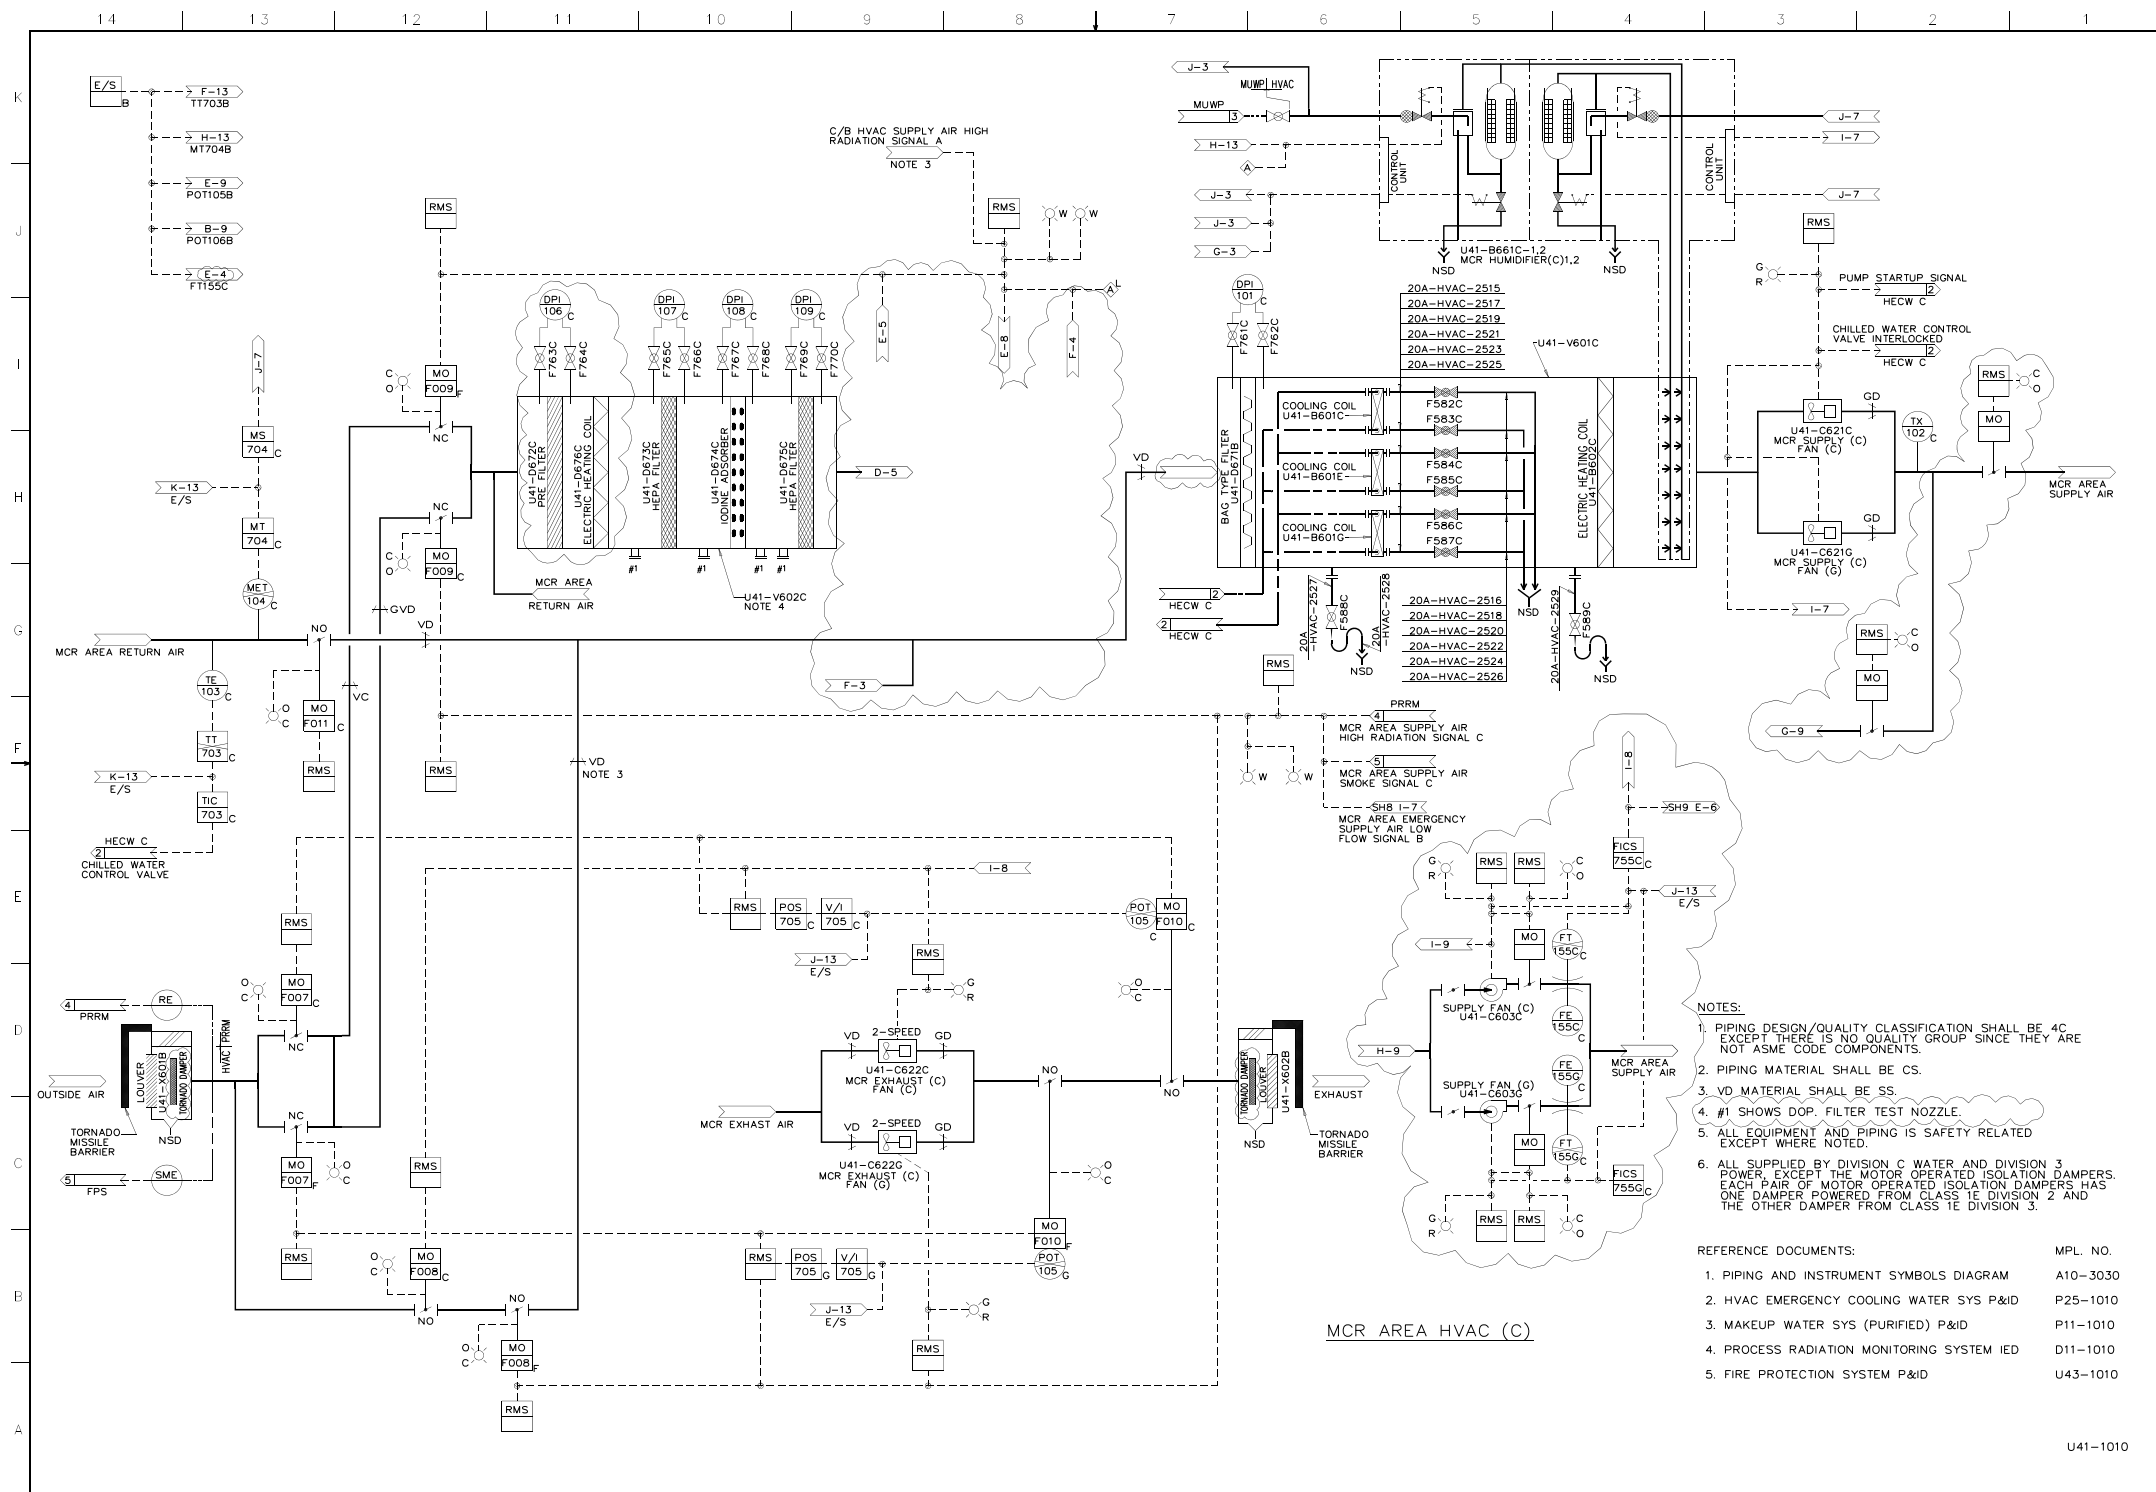 14 13 12 11 10 9 8 7 6 5 4 3 2 1
K
J
I
H
G
F
E
D
C
B
A
E/S
B
F-13
TT703B
H-13
MT704B
E-9
POT105B
B-9
POT106B
E-4
FT155C
J-7
MS
704
C
K-13
E/S
MT
704
C
MET
104
C
MCR AREA RETURN AIR
NO
TE
103
C
TT
703
C
K-13
E/S
TIC
703
C
HECW C
2
CHILLED WATER
CONTROL VALVE
O
C
MO
F011
C
RMS
RMS
RMS
C
O
MO
F009
F
NC
NC
C
O
MO
F009
C
GVD
VD
VC
RMS
C/B HVAC SUPPLY AIR HIGH
RADIATION SIGNAL A
NOTE 3
RMS
W
W
A
L
E-5
E-8
F-4
DPI
106
C
DPI
107
C
DPI
108
C
DPI
109
C
F763C
F764C
F765C
F766C
F767C
F768C
F769C
F770C
U41-D672C
PRE FILTER
U41-D676C
ELECTRIC HEATING COIL
U41-D673C
HEPA FILTER
U41-D674C
IODINE ADSORBER
U41-D675C
HEPA FILTER
D-5
#1
#1
#1
#1
MCR AREA
RETURN AIR
U41-V602C
NOTE 4
F-3
VD
NOTE 3
VD
J-3
MUWP
3
MUWP HVAC
H-13
A
J-3
J-3
G-3
CONTROL
UNIT
CONTROL
UNIT
J-7
I-7
J-7
NSD
NSD
U41-B661C-1,2
MCR HUMIDIFIER(C)1,2
DPI
101
C
F761C
F762C
20A-HVAC-2515
20A-HVAC-2517
20A-HVAC-2519
20A-HVAC-2521
20A-HVAC-2523
20A-HVAC-2525
U41-V601C
BAG TYPE FILTER
U41-D671B
COOLING COIL
U41-B601C
COOLING COIL
U41-B601E
COOLING COIL
U41-B601G
F582C
F583C
F584C
F585C
F586C
F587C
ELECTRIC HEATING COIL
U41-B602C
HECW C
2
2
HECW C
20A
-HVAC-2527
F588C
20A
-HVAC-2528
NSD
20A-HVAC-2516
20A-HVAC-2518
20A-HVAC-2520
20A-HVAC-2522
20A-HVAC-2524
20A-HVAC-2526
NSD
20A-HVAC-2529
F589C
NSD
RMS
G
R
PUMP STARTUP SIGNAL
2
HECW C
CHILLED WATER CONTROL
VALVE INTERLOCKED
2
HECW C
GD
U41-C621C
MCR SUPPLY (C)
FAN (C)
GD
U41-C621G
MCR SUPPLY (C)
FAN (G)
TX
102
C
RMS
C
O
MO
MCR AREA
SUPPLY AIR
I-7
RMS
C
O
MO
G-9
RMS
W
W
4
PRRM
MCR AREA SUPPLY AIR
HIGH RADIATION SIGNAL C
5
MCR AREA SUPPLY AIR
SMOKE SIGNAL C
SH8 I-7
MCR AREA EMERGENCY
SUPPLY AIR LOW
FLOW SIGNAL B
I-8
RMS
POS
705
C
V/I
705
C
J-13
E/S
POT
105
C
MO
F010
C
O
C
RMS
G
R
RMS
O
C
MO
F007
C
4
PRRM
RE
HVAC PRRM
NC
OUTSIDE AIR
LOUVER
U41-X601B
TORNADO DAMPER
NSD
TORNADO
MISSILE
BARRIER
5
FPS
SME
NC
MO
F007
F
O
C
RMS
RMS
O
C
MO
F008
C
NO
NO
O
C
MO
F008
F
RMS
VD
2-SPEED
GD
U41-C622C
MCR EXHAUST (C)
FAN (C)
MCR EXHAST AIR
VD
2-SPEED
GD
U41-C622G
MCR EXHAUST (C)
FAN (G)
NO
NO
O
C
MO
F010
F
POT
105
G
RMS
POS
705
G
V/I
705
G
J-13
E/S
G
R
RMS
TORNADO DAMPER
LOUVER
U41-X602B
EXHAUST
NSD
TORNADO
MISSILE
BARRIER
I-8
SH9 E-6
FICS
755C
C
J-13
E/S
G
R
RMS
RMS
C
O
I-9
MO
FT
155C
C
SUPPLY FAN (C)
U41-C603C
FE
155C
C
H-9
MCR AREA
SUPPLY AIR
SUPPLY FAN (G)
U41-C603G
FE
155G
C
MO
FT
155G
C
FICS
755G
C
G
R
RMS
RMS
C
O
NOTES:
1. PIPING DESIGN/QUALITY CLASSIFICATION SHALL BE 4C
EXCEPT THERE IS NO QUALITY GROUP SINCE THEY ARE
NOT ASME CODE COMPONENTS.
2. PIPING MATERIAL SHALL BE CS.
3. VD MATERIAL SHALL BE SS.
4. #1 SHOWS DOP. FILTER TEST NOZZLE.
5. ALL EQUIPMENT AND PIPING IS SAFETY RELATED
EXCEPT WHERE NOTED.
6. ALL SUPPLIED BY DIVISION C WATER AND DIVISION 3
POWER, EXCEPT THE MOTOR OPERATED ISOLATION DAMPERS.
EACH PAIR OF MOTOR OPERATED ISOLATION DAMPERS HAS
ONE DAMPER POWERED FROM CLASS 1E DIVISION 2 AND
THE OTHER DAMPER FROM CLASS 1E DIVISION 3.
REFERENCE DOCUMENTS: MPL. NO.
1. PIPING AND INSTRUMENT SYMBOLS DIAGRAM A10-3030
2. HVAC EMERGENCY COOLING WATER SYS P&ID P25-1010
3. MAKEUP WATER SYS (PURIFIED) P&ID P11-1010
4. PROCESS RADIATION MONITORING SYSTEM IED D11-1010
5. FIRE PROTECTION SYSTEM P&ID U43-1010
MCR AREA HVAC (C)
U41-1010